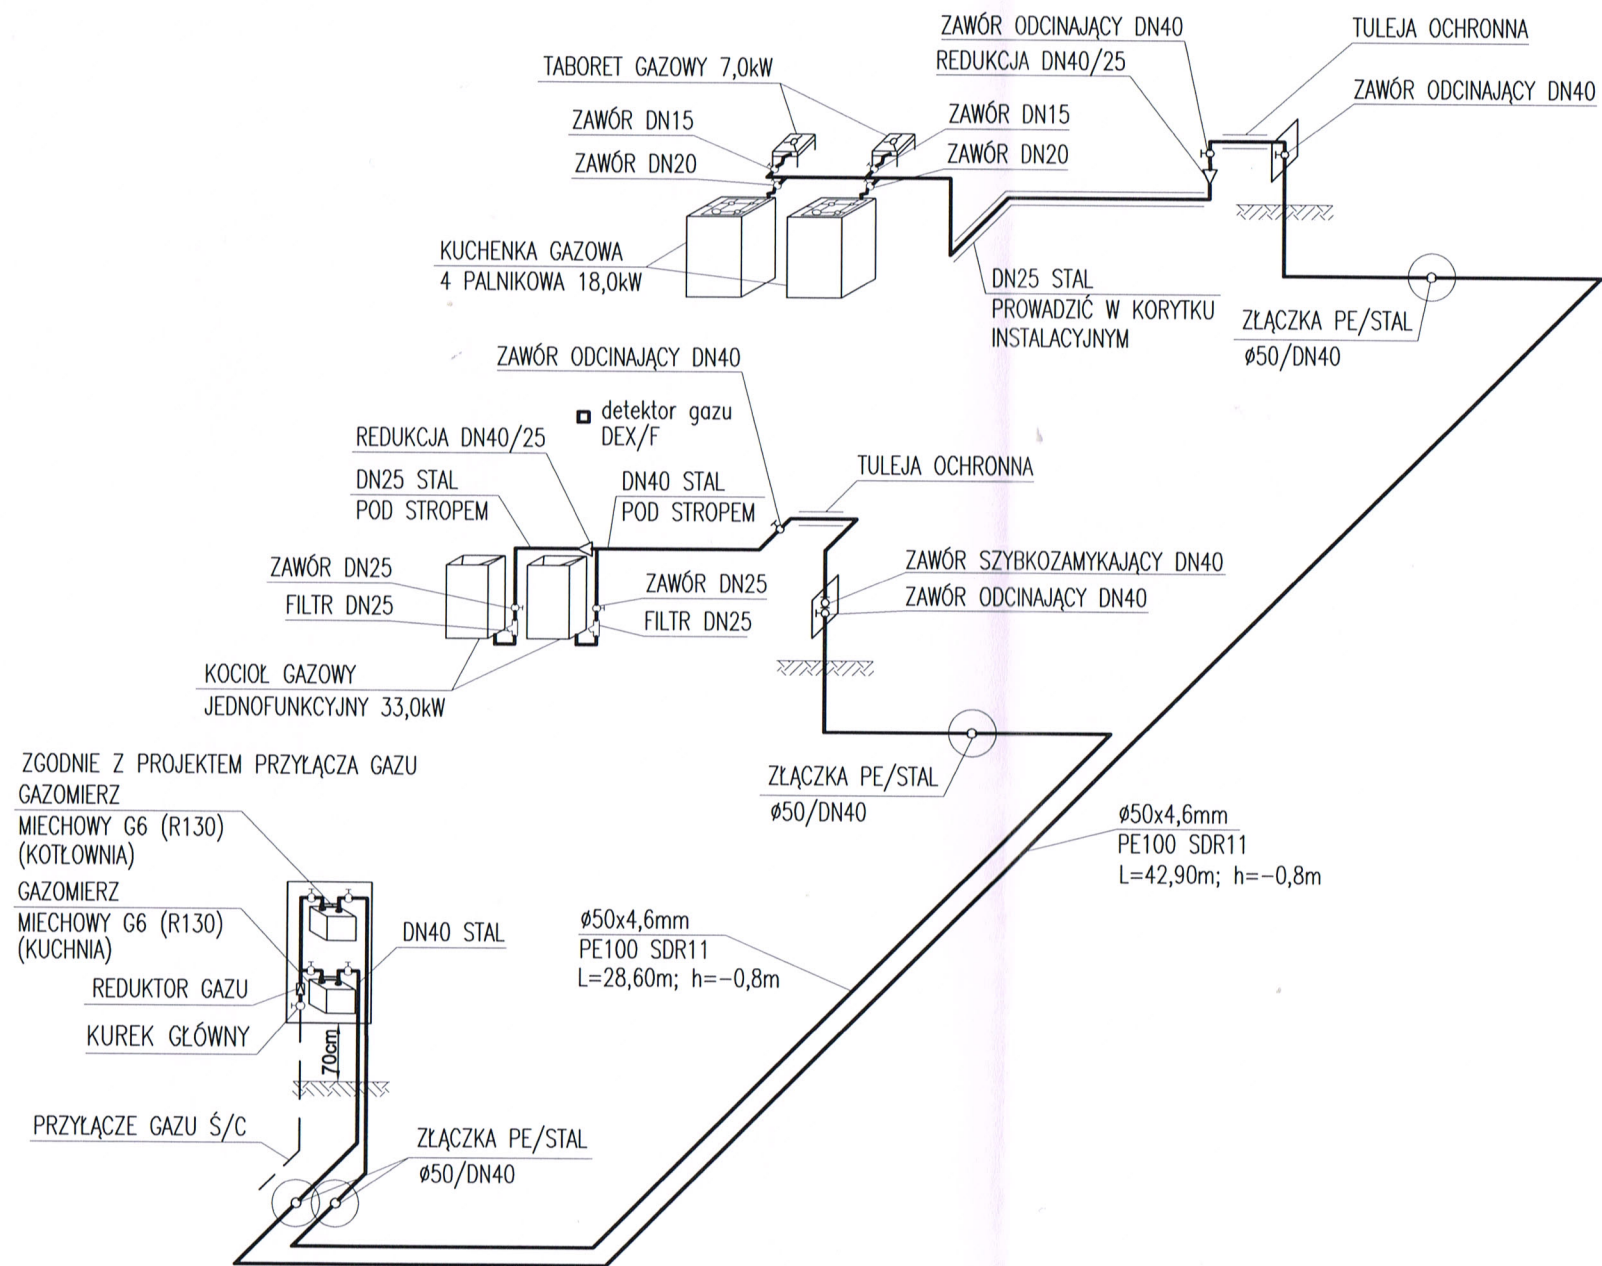 ZAWÓR ODCINAJĄCY DN40
TULEJA OCHRONNA
TABORET GAZOWY 7,0kW
REDUKCJA DN40/25
ZAWÓR ODCINAJĄCY DN40
ZAWÓR DN15
ZAWÓR DN15
ZAWÓR DN20
ZAWÓR DN20
KUCHENKA GAZOWA
4 PALNIKOWA 18,0kW
DN25 STAL
PROWADZIĆ W KORYTKU
INSTALACYJNYM
ZŁĄCZKA PE/STAL
ø50/DN40
ZAWÓR ODCINAJĄCY DN40
detektor gazu
DEX/F
REDUKCJA DN40/25
TULEJA OCHRONNA
DN25 STAL
POD STROPEM
DN40 STAL
POD STROPEM
ZAWÓR DN25
FILTR DN25
ZAWÓR DN25
FILTR DN25
ZAWÓR SZYBKOZAMYKAJĄCY DN40
ZAWÓR ODCINAJĄCY DN40
KOCIOŁ GAZOWY
JEDNOFUNKCYJNY 33,0kW
ZŁĄCZKA PE/STAL
ø50/DN40
ZGODNIE Z PROJEKTEM PRZYŁĄCZA GAZU
GAZOMIERZ
MIECHOWY G6 (R130)
(KOTŁOWNIA)
GAZOMIERZ
MIECHOWY G6 (R130)
(KUCHNIA)
DN40 STAL
REDUKTOR GAZU
KUREK GŁÓWNY
70cm
PRZYŁĄCZE GAZU Ś/C
ZŁĄCZKA PE/STAL
ø50/DN40
ø50x4,6mm
PE100 SDR11
L=28,60m; h=-0,8m
ø50x4,6mm
PE100 SDR11
L=42,90m; h=-0,8m